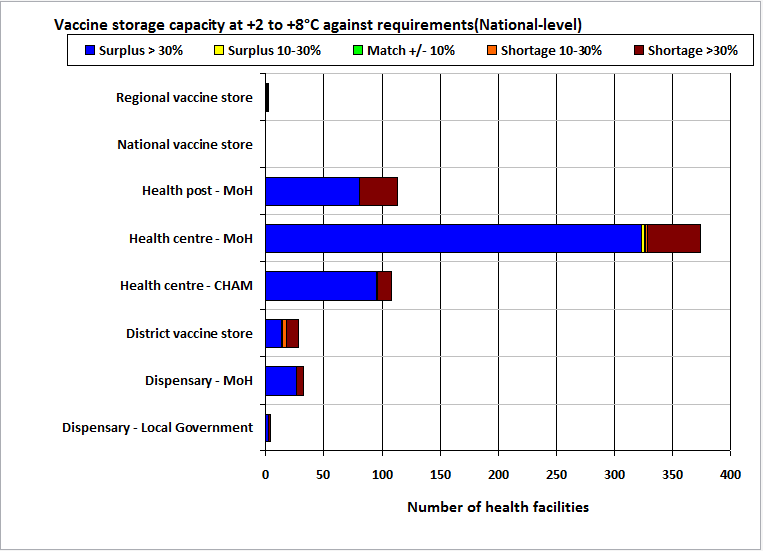 Vaccine storage capacity at +2 to +8°C against requirements(National-level)
Surplus > 30% Surplus 10-30% Match +/- 10% Shortage 10-30% Shortage >30%
Regional vaccine store
National vaccine store
Health post - MoH
Health centre - MoH
Health centre - CHAM
District vaccine store
Dispensary - MoH
Dispensary - Local Government
0 50 100 150 200 250 300 350 400
Number of health facilities